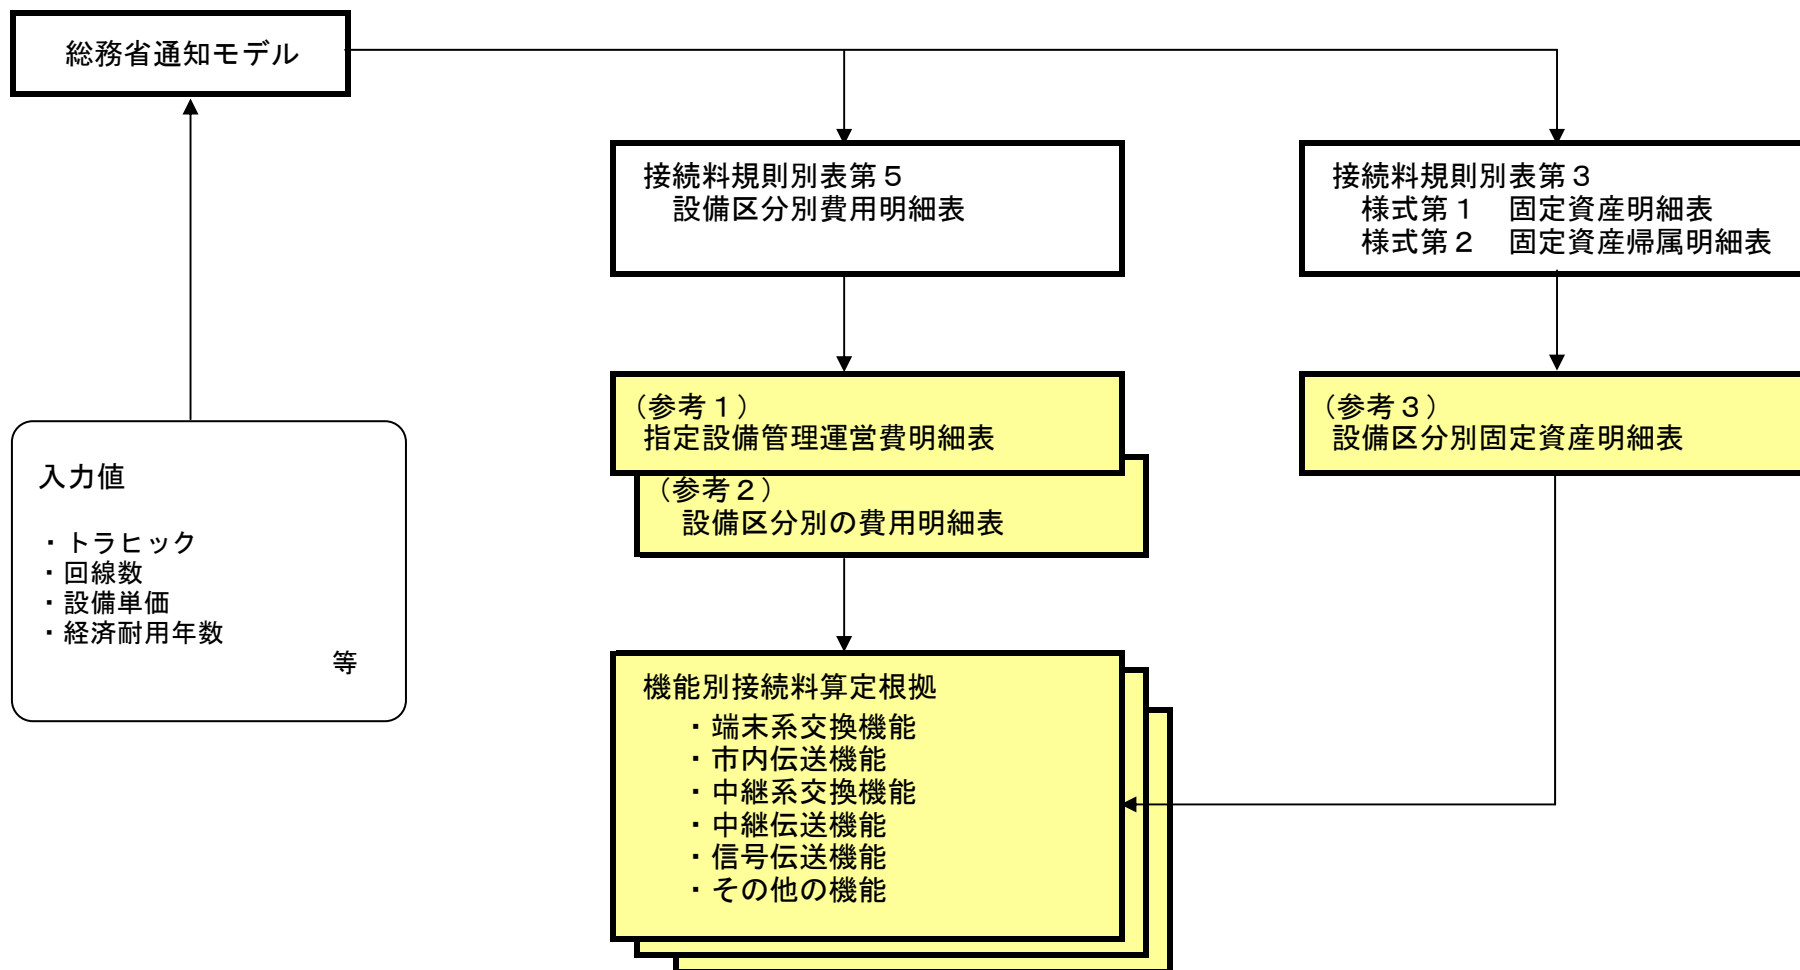 総務省通知モデル
接続料規則別表第５
設備区分別費用明細表
接続料規則別表第３
様式第１　固定資産明細表
様式第２　固定資産帰属明細表
（参考１）
指定設備管理運営費明細表
（参考２）
設備区分別の費用明細表
（参考３）
設備区分別固定資産明細表
入力値
・トラヒック
・回線数
・設備単価
・経済耐用年数
等
機能別接続料算定根拠
・端末系交換機能
・市内伝送機能
・中継系交換機能
・中継伝送機能
・信号伝送機能
・その他の機能